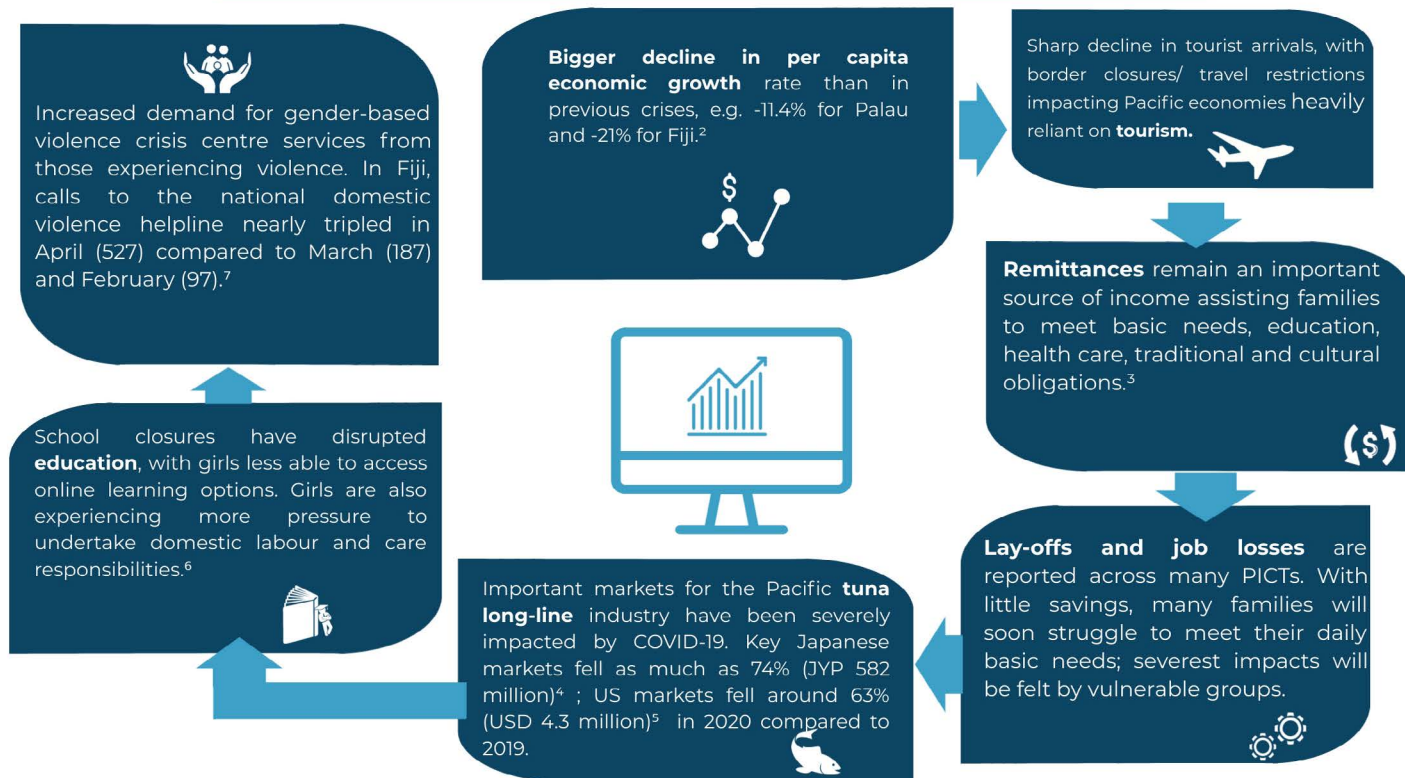 Bigger decline in per capita
economic growth rate than in
previous crises, e.g. -11.4% for Palau
and -21% for Fiji.²
$
Sharp decline in tourist arrivals, with
border closures/ travel restrictions
impacting Pacific economies heavily
reliant on tourism.
Remittances remain an important
source of income assisting families
to meet basic needs, education,
health care, traditional and cultural
obligations.³
$
Lay-offs and job losses are
reported across many PICTs. With
little savings, many families will
soon struggle to meet their daily
basic needs; severest impacts will
be felt by vulnerable groups.
Important markets for the Pacific tuna
long-line industry have been severely
impacted by COVID-19. Key Japanese
markets fell as much as 74% (JYP 582
million)⁴ ; US markets fell around 63%
(USD 4.3 million)⁵ in 2020 compared to
2019.
School closures have disrupted
education, with girls less able to access
online learning options. Girls are also
experiencing more pressure to
undertake domestic labour and care
responsibilities.⁶
Increased demand for gender-based
violence crisis centre services from
those experiencing violence. In Fiji,
calls to the national domestic
violence helpline nearly tripled in
April (527) compared to March (187)
and February (97).⁷